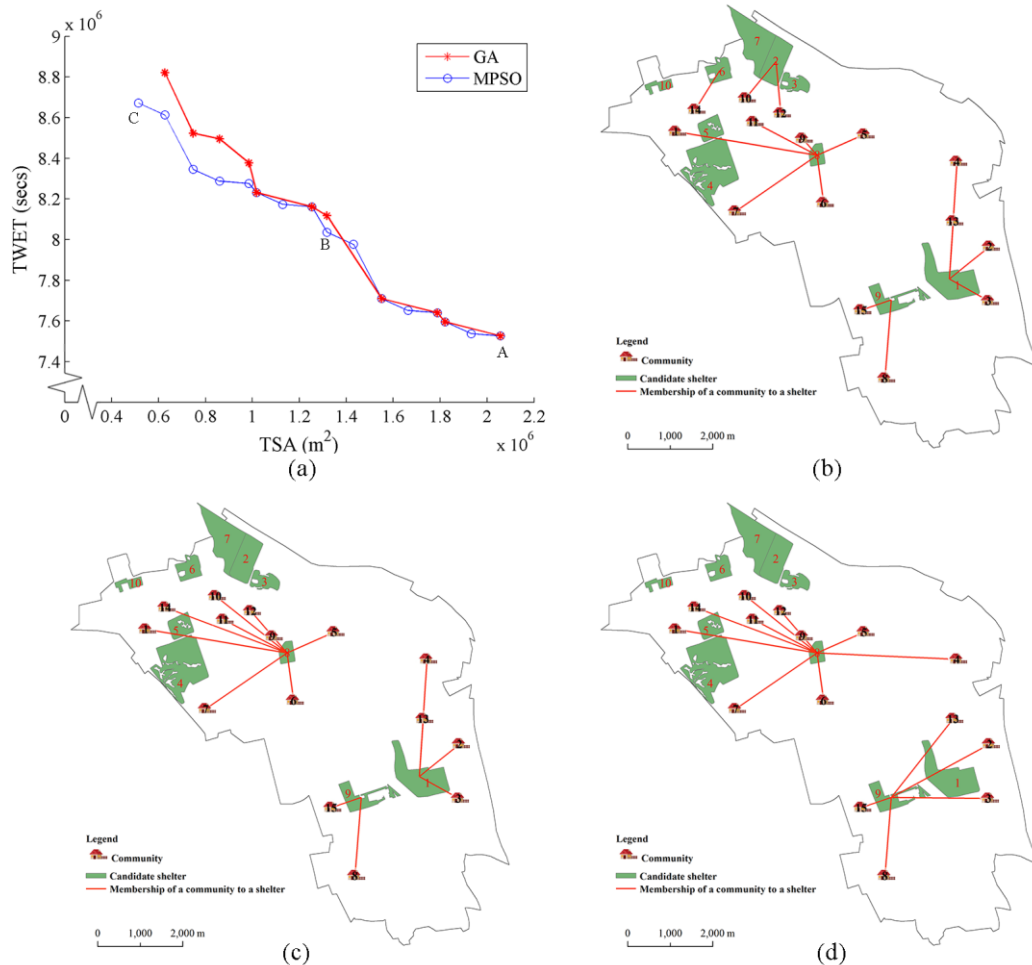 × 10⁶
9
8.8
8.6
8.4
8.2
8
7.8
7.6
7.4
TWET (secs)
GA
MPSO
C
B
A
0
0.4
0.6
0.8
1
1.2
1.4
1.6
1.8
2
2.2
TSA (m²)
× 10⁶
(a)
7
2
6
3
10
10
14
12
11
5
4
13
1
9
15
Legend
Community
Candidate shelter
Membership of a community to a shelter
0 1,000 2,000 m
(b)
7
2
6
3
10
10
14
12
11
5
4
13
1
9
15
Legend
Community
Candidate shelter
Membership of a community to a shelter
0 1,000 2,000 m
(c)
7
2
6
3
10
10
14
12
11
5
4
13
1
9
15
Legend
Community
Candidate shelter
Membership of a community to a shelter
0 1,000 2,000 m
(d)